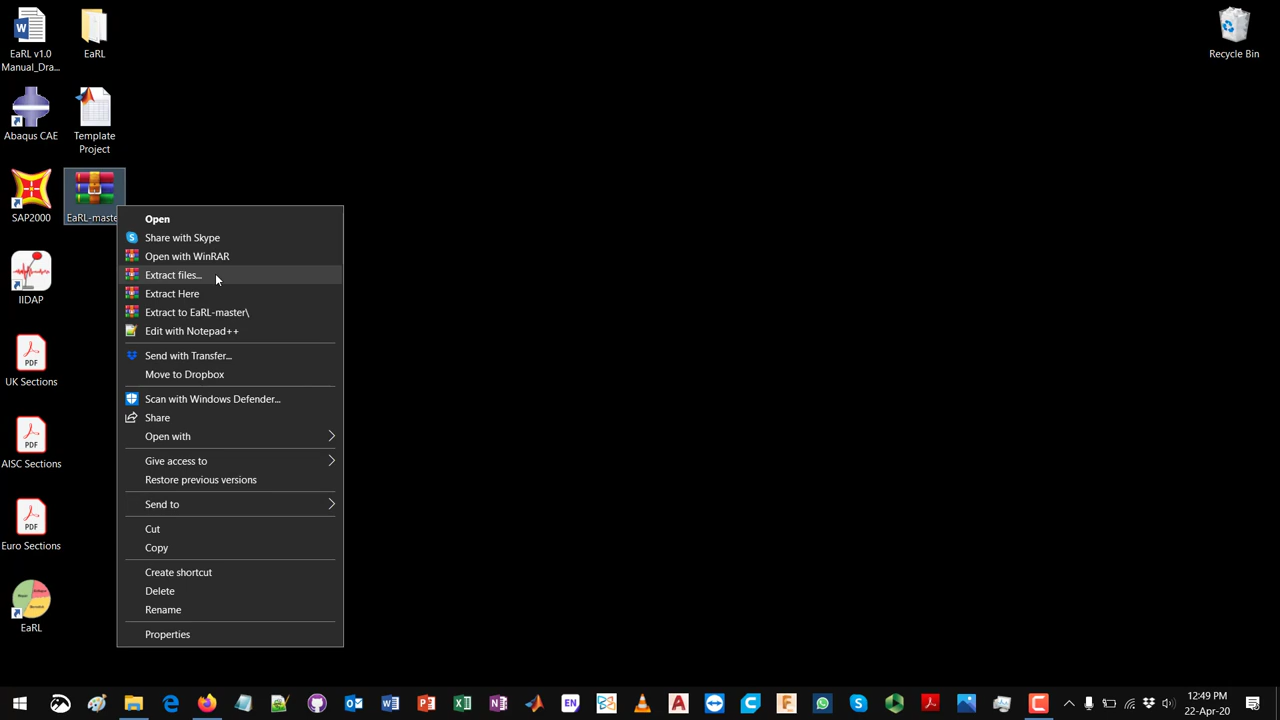 EaRL v1.0
Manual_Dra...
EaRL
Recycle Bin
Abaqus CAE
Template
Project
SAP2000
EaRL-maste
IIDAP
UK Sections
AISC Sections
Euro Sections
EaRL
Open
Share with Skype
Open with WinRAR
Extract files...
Extract Here
Extract to EaRL-master\
Edit with Notepad++
Send with Transfer...
Move to Dropbox
Scan with Windows Defender...
Share
Open with
Give access to
Restore previous versions
Send to
Cut
Copy
Create shortcut
Delete
Rename
Properties
EN
12:49 PM
22-Apr-20